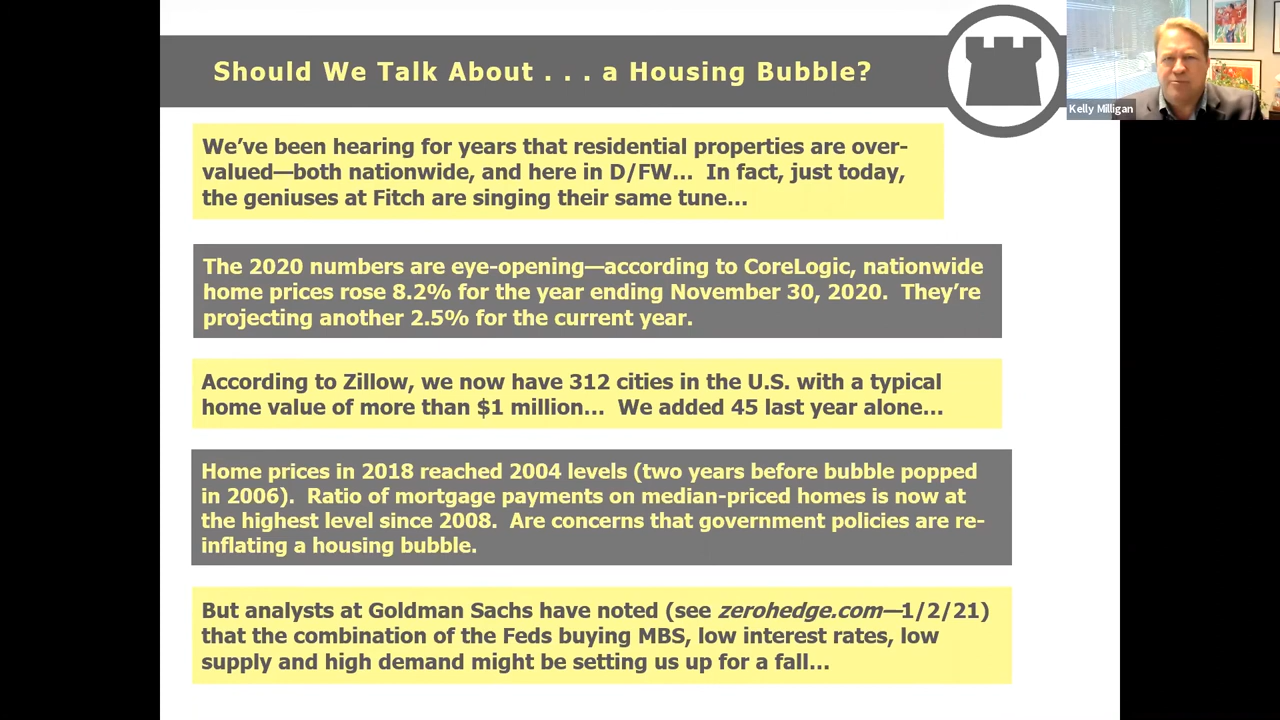 Should We Talk About . . . a Housing Bubble?
Kelly Milligan
We’ve been hearing for years that residential properties are over-
valued—both nationwide, and here in D/FW… In fact, just today,
the geniuses at Fitch are singing their same tune…
The 2020 numbers are eye-opening—according to CoreLogic, nationwide
home prices rose 8.2% for the year ending November 30, 2020. They’re
projecting another 2.5% for the current year.
According to Zillow, we now have 312 cities in the U.S. with a typical
home value of more than $1 million… We added 45 last year alone…
Home prices in 2018 reached 2004 levels (two years before bubble popped
in 2006). Ratio of mortgage payments on median-priced homes is now at
the highest level since 2008. Are concerns that government policies are re-
inflating a housing bubble.
But analysts at Goldman Sachs have noted (see zerohedge.com—1/2/21)
that the combination of the Feds buying MBS, low interest rates, low
supply and high demand might be setting us up for a fall…